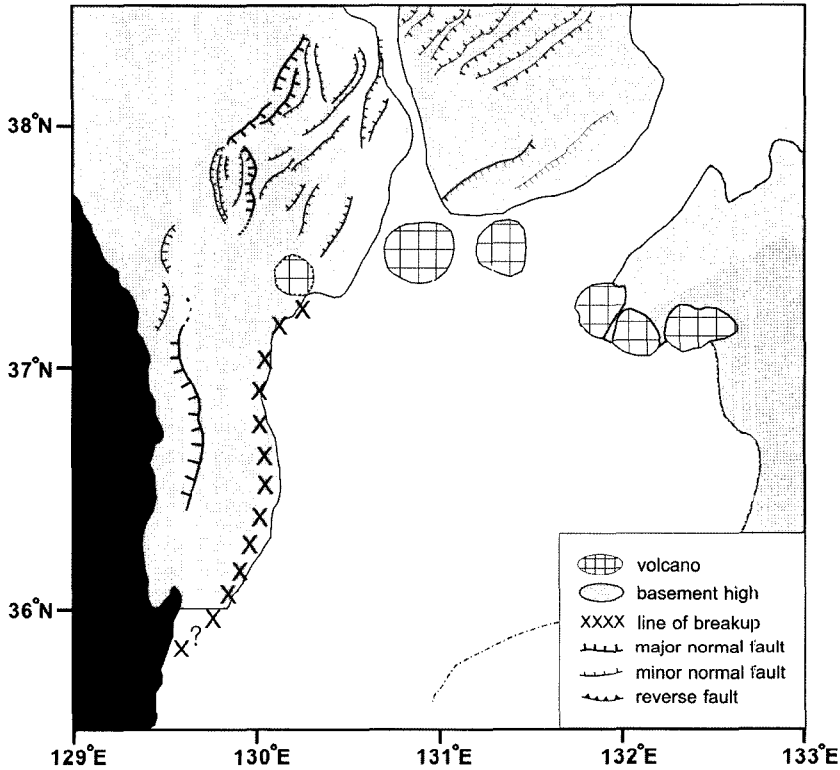 38°N
37°N
36°N
?
volcano
basement high
XXXX line of breakup
major normal fault
minor normal fault
reverse fault
129°E
130°E
131°E
132°E
133°E